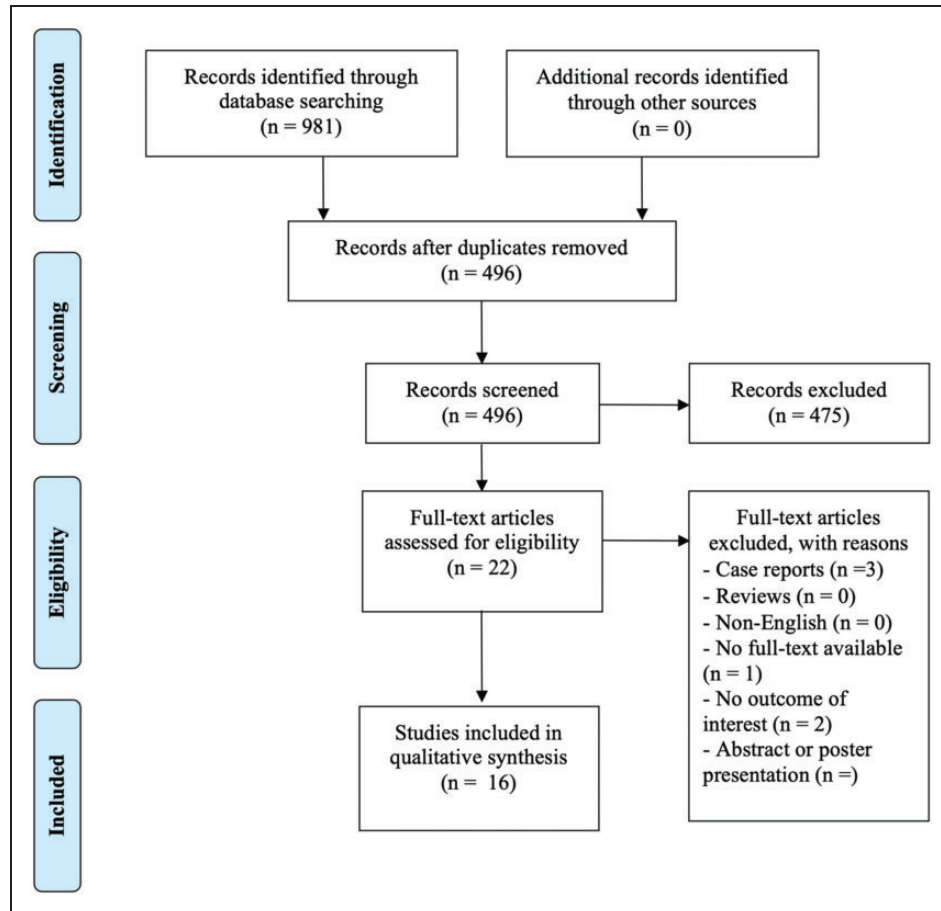 Identification
Records identified through
database searching
(n = 981)
Additional records identified
through other sources
(n = 0)
Records after duplicates removed
(n = 496)
Screening
Records screened
(n = 496)
Records excluded
(n = 475)
Eligibility
Full-text articles
assessed for eligibility
(n = 22)
Full-text articles
excluded, with reasons
- Case reports (n =3)
- Reviews (n = 0)
- Non-English (n = 0)
- No full-text available
(n = 1)
- No outcome of
interest (n = 2)
- Abstract or poster
presentation (n =)
Included
Studies included in
qualitative synthesis
(n = 16)